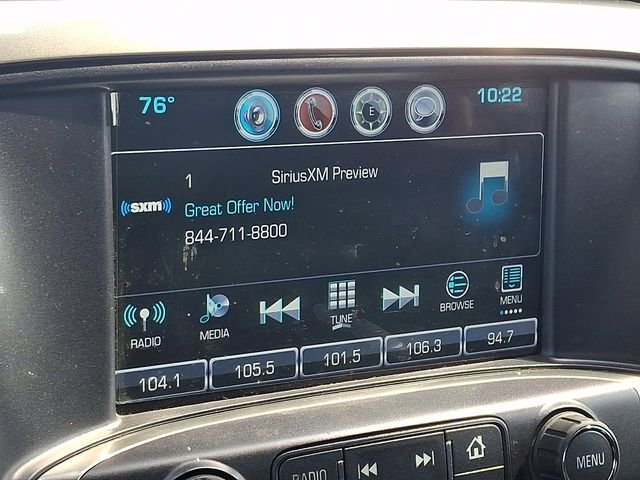 76°
E
10:22
1
SiriusXM Preview
((sxm))
Great Offer Now!
844-711-8800
RADIO
MEDIA
TUNE
BROWSE
MENU
104.1
105.5
101.5
106.3
94.7
RADIO
MENU